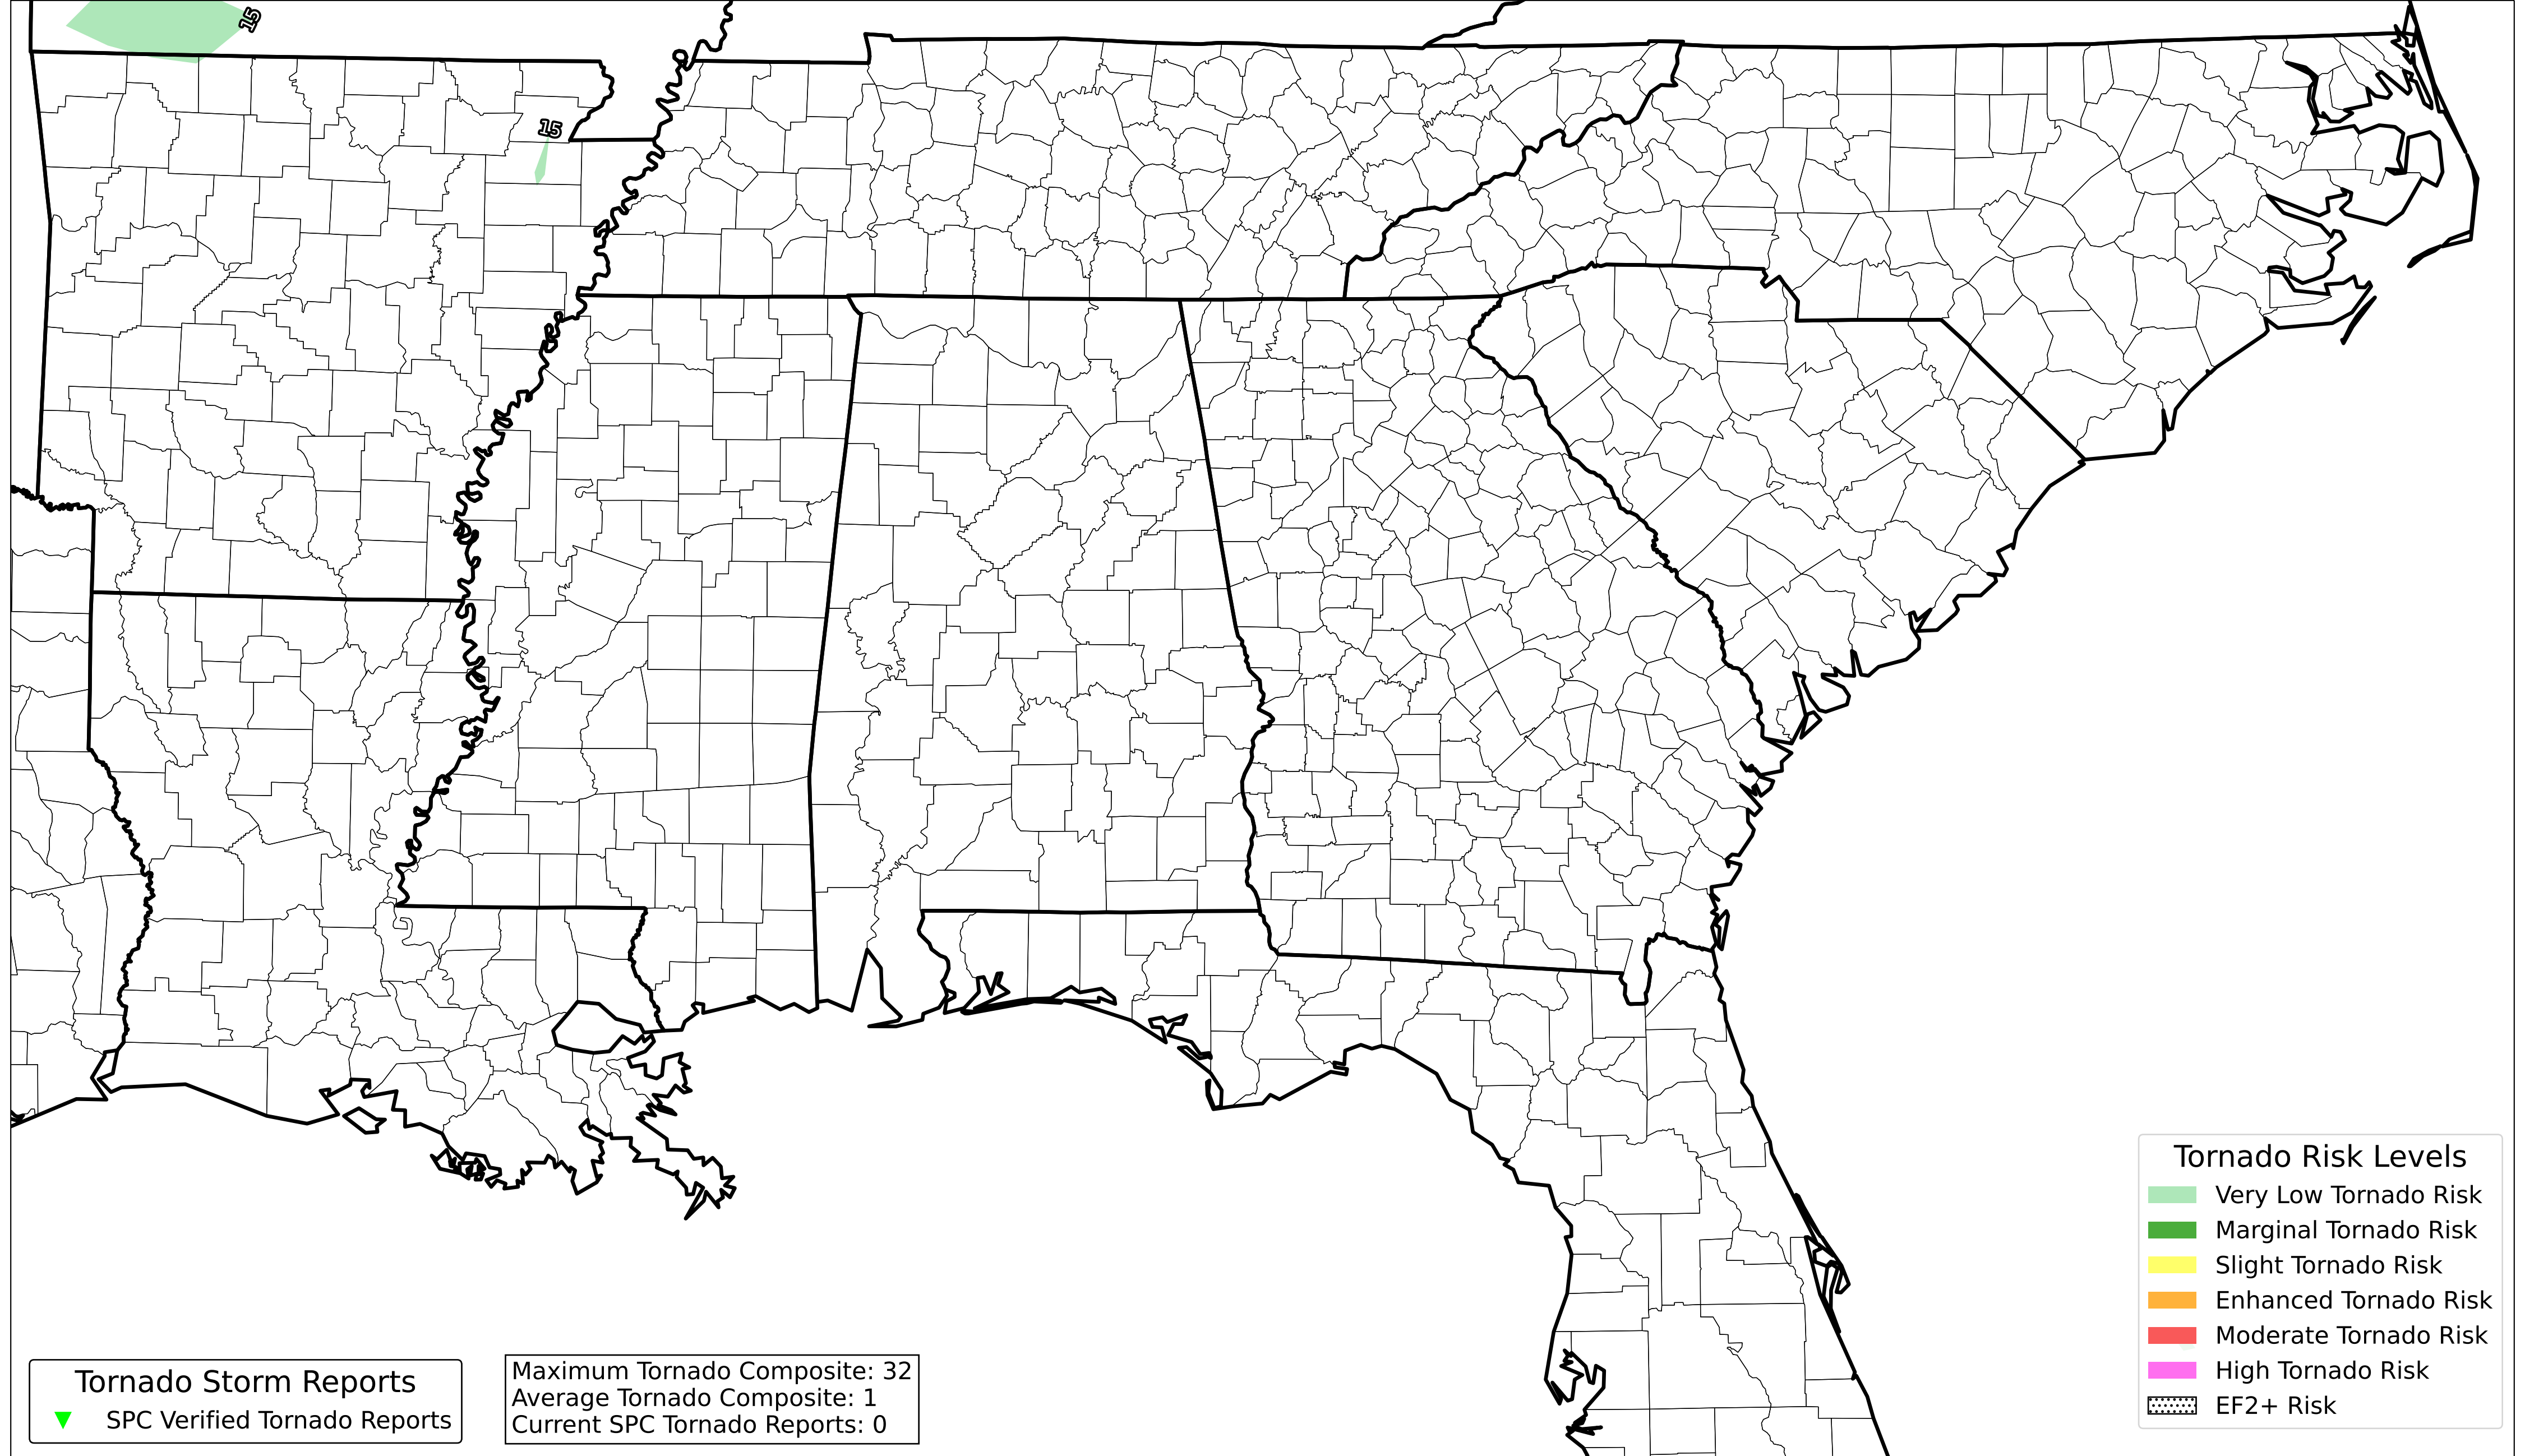 15
15
Tornado Risk Levels
Very Low Tornado Risk
Marginal Tornado Risk
Slight Tornado Risk
Enhanced Tornado Risk
Moderate Tornado Risk
High Tornado Risk
EF2+ Risk
Tornado Storm Reports
SPC Verified Tornado Reports
Maximum Tornado Composite: 32
Average Tornado Composite: 1
Current SPC Tornado Reports: 0